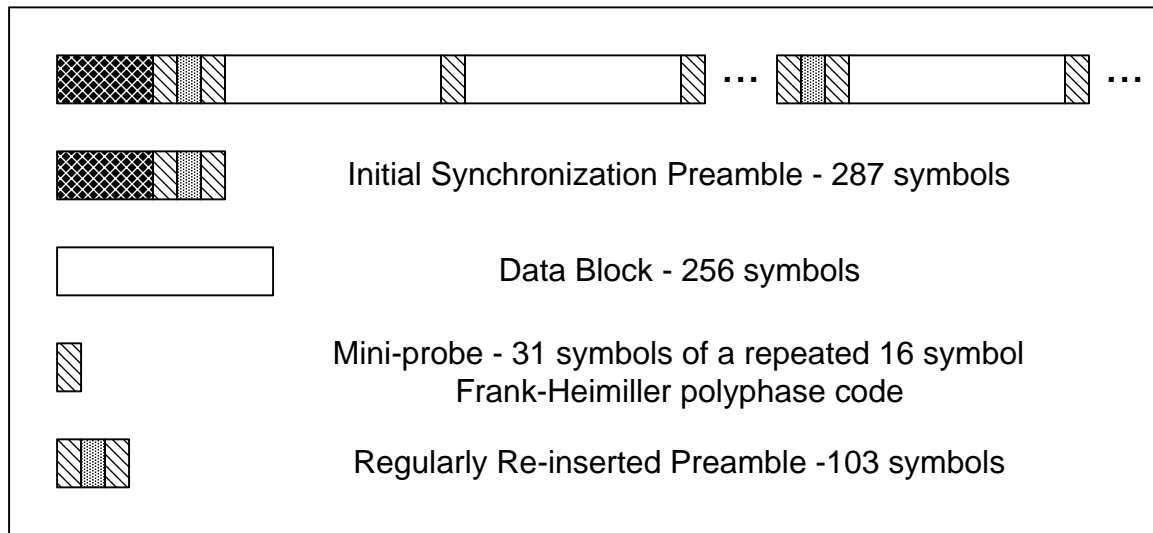 ...
...
Initial Synchronization Preamble - 287 symbols
Data Block - 256 symbols
Mini-probe - 31 symbols of a repeated 16 symbol
Frank-Heimiller polyphase code
Regularly Re-inserted Preamble -103 symbols